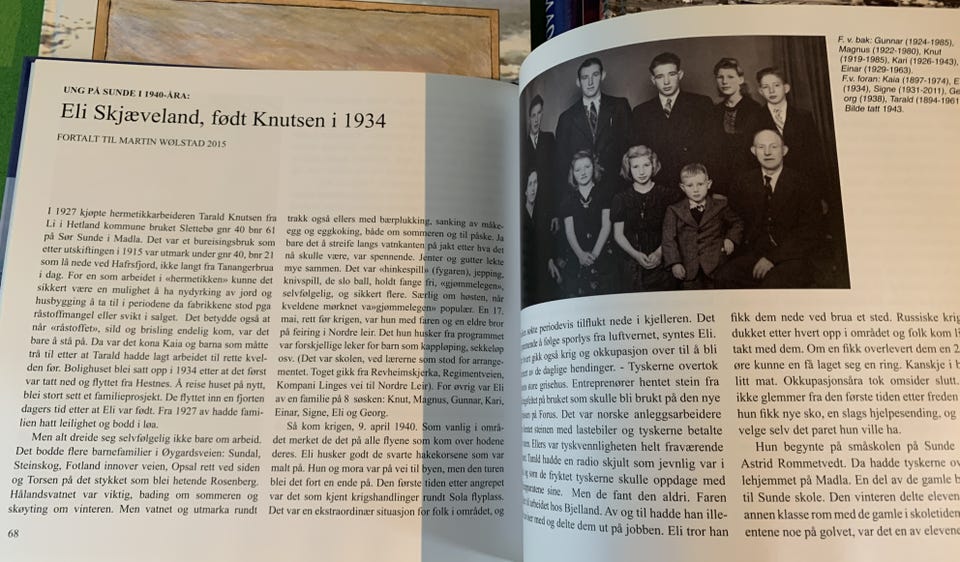 UNG PÅ SUNDE I 1940-ÅRA:
Eli Skjæveland, født Knutsen i 1934
FORTALT TIL MARTIN WØLSTAD 2015
I 1927 kjøpte hermetikkarbeideren Tarald Knutsen fra
Li i Hetland kommune bruket Slettebø gnr 40 bnr 61
på Sør Sunde i Madla. Det var et bureisingsbruk som
etter utskiftingen i 1915 var utmark under gnr 40, bnr 21
som lå nede ved Hafrsfjord, ikke langt fra Tanangerbrua
i dag. For en som arbeidet i «hermetikken» kunne det
sikkert være en mulighet å ha nydyrking av jord og
husbygging å ta til i periodene da fabrikkene stod pga
råstoffmangel eller svikt i salget. Det betydde også at
når «råstoffet», sild og brisling endelig kom, var det
bare å stå på. Da var det kona Kaia og barna som måtte
trå til etter at Tarald hadde lagt arbeidet til rette kvel-
den før. Bolighuset blei satt opp i 1934 etter at det først
var tatt ned og flyttet fra Hestnes. Å reise huset på nytt,
blei stort sett et familieprosjekt. De flyttet inn en fjorten
dagers tid etter at Eli var født. Fra 1927 av hadde fami-
lien hatt leilighet og bodd i løa.
Men alt dreide seg selvfølgelig ikke bare om arbeid.
Det bodde flere barnefamilier i Øygardsveien: Sundal,
Steinskog, Fotland innover veien, Opsal rett ved siden
og Torsen på det stykket som blei hetende Rosenberg.
Hålandsvatnet var viktig, bading om sommeren og
skøyting om vinteren. Men vatnet og utmarka rundt
68
trakk også ellers med bærplukking, sanking av måke-
egg og eggkoking, både om sommeren og til påske. Ja
bare det å streife langs vatnkanten på jakt etter hva det
nå skulle være, var spennende. Jenter og gutter lekte
mye sammen. Det var «hinkespill» (fygaren), jepping,
knivspill, de slo ball, holdt fange fri, «gjømmelegen»,
selvfølgelig, og sikkert flere. Særlig om høsten, når
kveldene mørknet va»gjømmelegen» populær. En 17.
mai, rett før krigen, var hun med faren og en eldre bror
på feiring i Nordre leir. Det hun husker fra programmet
var forskjellige leker for barn som kappløping, sekkeløp
osv. (Det var skolen, ved lærerne som stod for arrange-
mentet. Toget gikk fra Revheimskjerka, Regimentveien,
Kompani Linges vei til Nordre Leir). For øvrig var Eli
av en familie på 8 søsken: Knut, Magnus, Gunnar, Kari,
Einar, Signe, Eli og Georg.
Så kom krigen, 9. april 1940. Som vanlig i områ-
det merket de det på alle flyene som kom over hodene
deres. Eli husker godt de svarte hakekorsene som var
malt på. Hun og mora var på vei til byen, men den turen
blei det fort en ende på. Den første tiden etter angrepet
var det som kjent krigshandlinger rundt Sola flyplass.
Det var en ekstraordinær situasjon for folk i området, og
F. v. bak: Gunnar (1924-1985),
Magnus (1922-1980), Knut
(1919-1985), Kari (1926-1943),
Einar (1929-1963).
F.v. foran: Kaia (1897-1974), E
(1934), Signe (1931-2011), Ge
org (1938), Tarald (1894-1961
Bilde tatt 1943.
søkte periodevis tilflukt nede i kjelleren. Det
å følge sporlys fra luftvernet, syntes Eli.
gikk også krig og okkupasjon over til å bli
av de daglige hendinger. - Tyskerne overtok
grisehus. Entreprenører hentet stein fra
på bruket som skulle bli brukt på den nye
på Forus. Det var norske anleggsarbeidere
steinen med lastebiler og tyskerne betalte
Ellers var tyskvennligheten helt fraværende
Tarald hadde en radio skjult som jevnlig var i
og som de fryktet tyskerne skulle oppdage med
sine. Men de fant den aldri. Faren
arbeidet hos Bjelland. Av og til hadde han ille-
med og delte dem ut på jobben. Eli tror han
fikk dem nede ved brua et sted. Russiske krig
dukket etter hvert opp i området og folk kom i
takt med dem. Om en fikk overlevert dem en 2
øre kunne en få laget seg en ring. Kanskje i b
litt mat. Okkupasjonsåra tok omsider slutt.
ikke glemmer fra den første tiden etter freden
hun fikk nye sko, en slags hjelpesending, og
velge selv det paret hun ville ha.
Hun begynte på småskolen på Sunde
Astrid Rommetvedt. Da hadde tyskerne ov
lehjemmet på Madla. En del av de gamle b
til Sunde skole. Den vinteren delte eleven
annen klasse rom med de gamle i skoletiden
entene noe på golvet, var det en av elevene